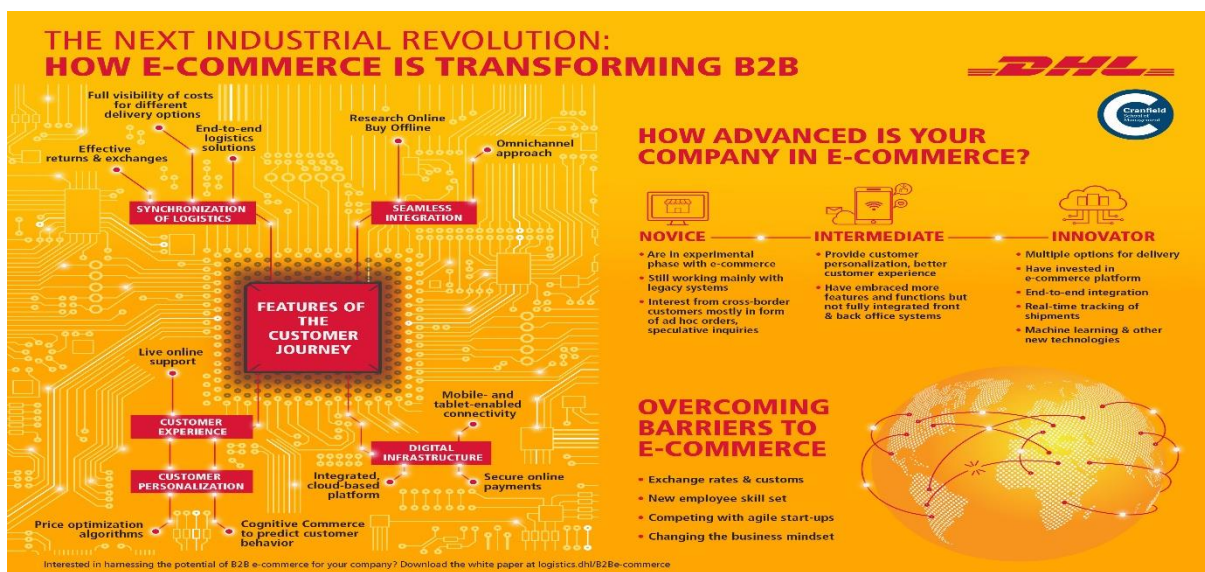 THE NEXT INDUSTRIAL REVOLUTION:
HOW E-COMMERCE IS TRANSFORMING B2B
DHL
Cranfield
School of
Management
Full visibility of costs
for different
delivery options
End-to-end
logistics
solutions
Effective
returns & exchanges
SYNCHRONIZATION
OF LOGISTICS
Research Online
Buy Offline
Omnichannel
approach
SEAMLESS
INTEGRATION
FEATURES OF
THE
CUSTOMER
JOURNEY
Live online
support
CUSTOMER
EXPERIENCE
CUSTOMER
PERSONALIZATION
Price optimization
algorithms
Cognitive Commerce
to predict customer
behavior
Mobile- and
tablet-enabled
connectivity
DIGITAL
INFRASTRUCTURE
Integrated,
cloud-based
platform
Secure online
payments
HOW ADVANCED IS YOUR
COMPANY IN E-COMMERCE?
NOVICE
• Are in experimental
phase with e-commerce
• Still working mainly with
legacy systems
• Interest from cross-border
customers mostly in form
of ad hoc orders,
speculative inquiries
INTERMEDIATE
• Provide customer
personalization, better
customer experience
• Have embraced more
features and functions but
not fully integrated front
& back office systems
INNOVATOR
• Multiple options for delivery
• Have invested in
e-commerce platform
• End-to-end integration
• Real-time tracking of
shipments
• Machine learning & other
new technologies
OVERCOMING
BARRIERS TO
E-COMMERCE
• Exchange rates & customs
• New employee skill set
• Competing with agile start-ups
• Changing the business mindset
Interested in harnessing the potential of B2B e-commerce for your company? Download the white paper at logistics.dhl/B2Be-commerce